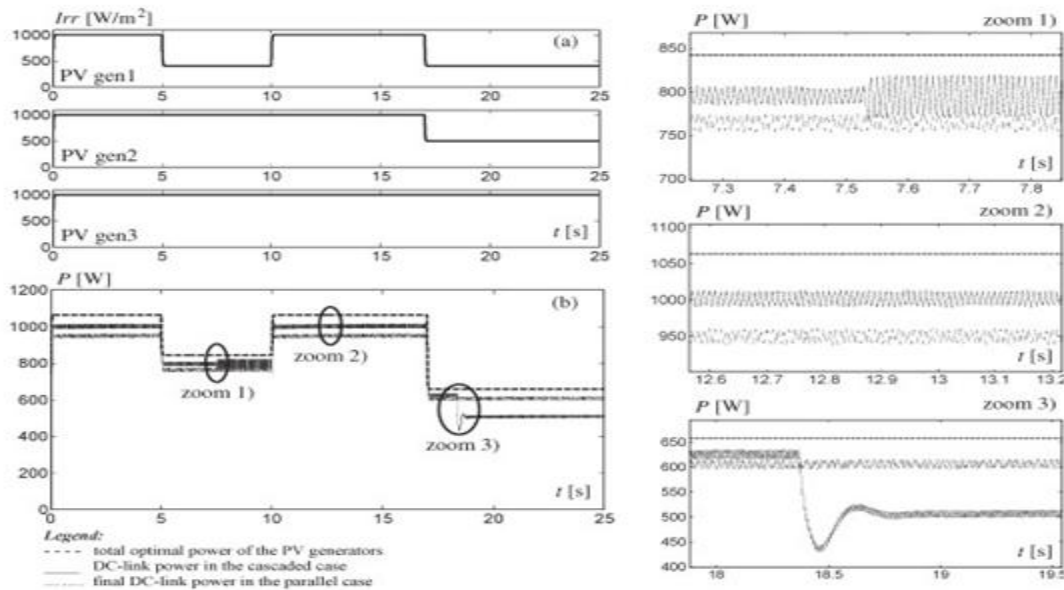 Irr [W/m²]
1000
500
0
(a)
PV gen1
0 5 10 15 20 25
1000
500
0
PV gen2
0 5 10 15 20 25
1000
500
0
PV gen3
t [s]
0 5 10 15 20 25
P [W]
1200
1000
800
600
400
200
0
(b)
zoom 1)
zoom 2)
zoom 3)
t [s]
0 5 10 15 20 25
Legend:
total optimal power of the PV generators
DC-link power in the cascaded case
final DC-link power in the parallel case
P [W] zoom 1)
850
800
750
700
t [s]
7.3 7.4 7.5 7.6 7.7 7.8
P [W] zoom 2)
1100
1050
1000
950
t [s]
12.6 12.7 12.8 12.9 13 13.1 13.2
P [W] zoom 3)
650
600
550
500
450
400
t [s]
18 18.5 19 19.5